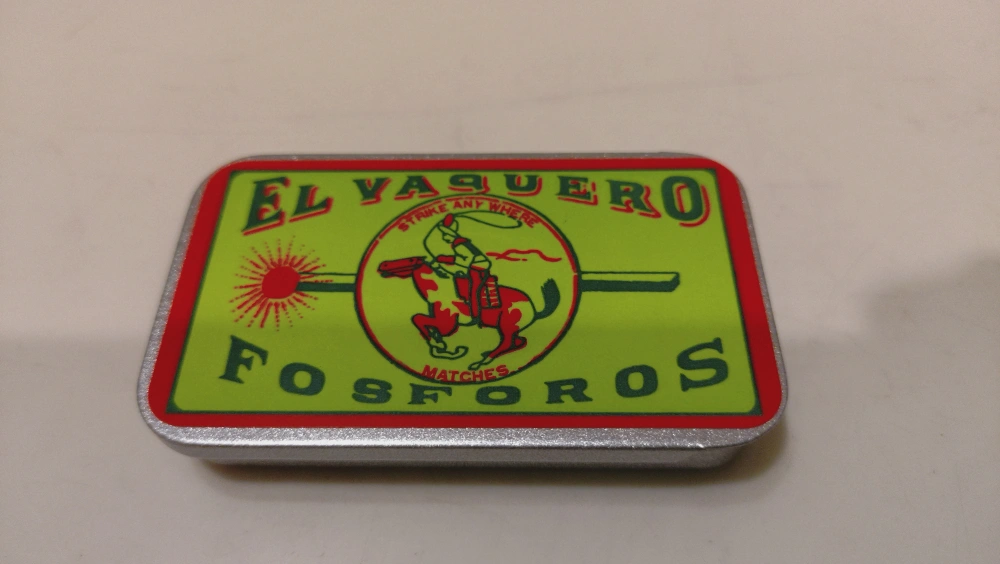 EL VAQUERO
STRIKE ANY WHERE
MATCHES
FOSFOROS